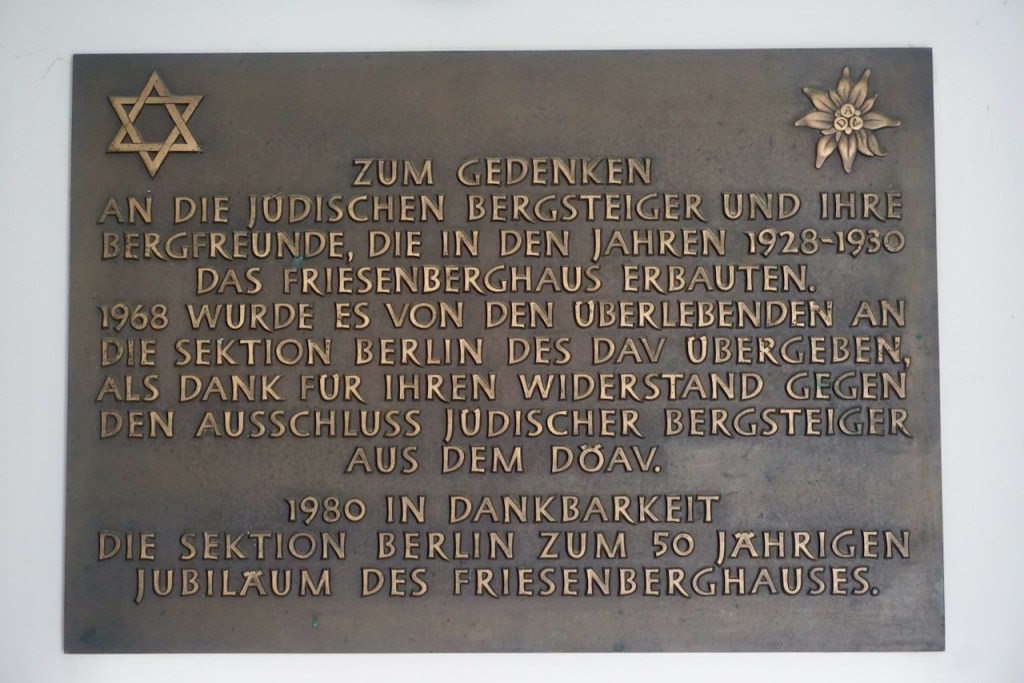 ZUM GEDENKEN
AN DIE JÜDISCHEN BERGSTEIGER UND IHRE
BERGFREUNDE, DIE IN DEN JAHREN 1928-1930
DAS FRIESENBERGHAUS ERBAUTEN.
1968 WURDE ES VON DEN ÜBERLEBENDEN AN
DIE SEKTION BERLIN DES DAV ÜBERGEBEN,
ALS DANK FÜR IHREN WIDERSTAND GEGEN
DEN AUSSCHLUSS JÜDISCHER BERGSTEIGER
AUS DEM DÖAV.
1980 IN DANKBARKEIT
DIE SEKTION BERLIN ZUM 50 JÄHRIGEN
JUBILÄUM DES FRIESENBERGHAUSES.